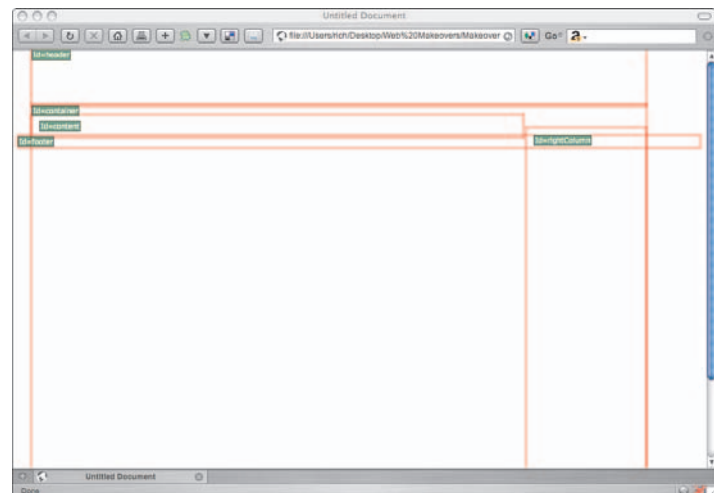 Untitled Document
file:///Users/rich/Desktop/Web%20Makeovers/Makeover
Go
Id=header
Id=container
Id=content
Id=footer
Id=rightColumn
Untitled Document
Done